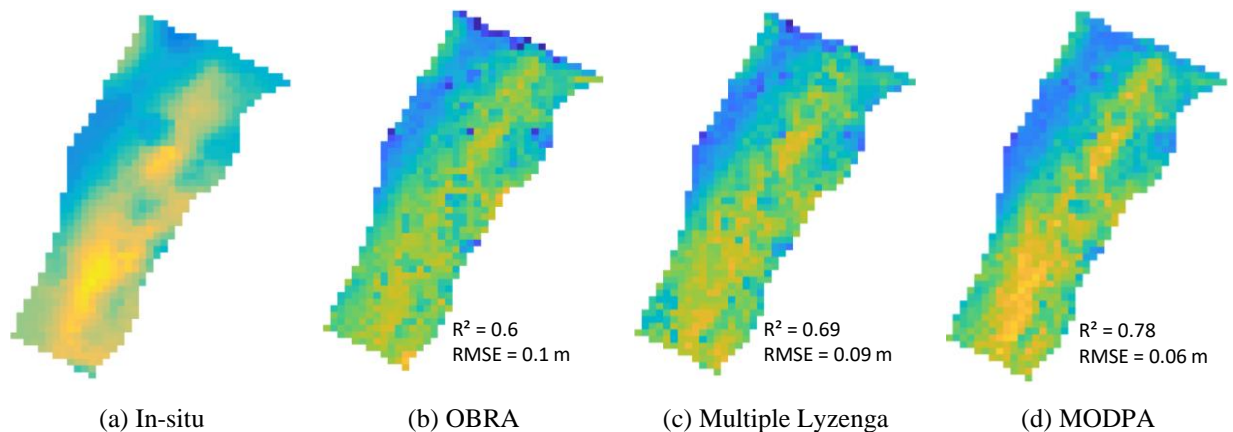 R² = 0.6
RMSE = 0.1 m
R² = 0.69
RMSE = 0.09 m
R² = 0.78
RMSE = 0.06 m
(a) In-situ
(b) OBRA
(c) Multiple Lyzenga
(d) MODPA